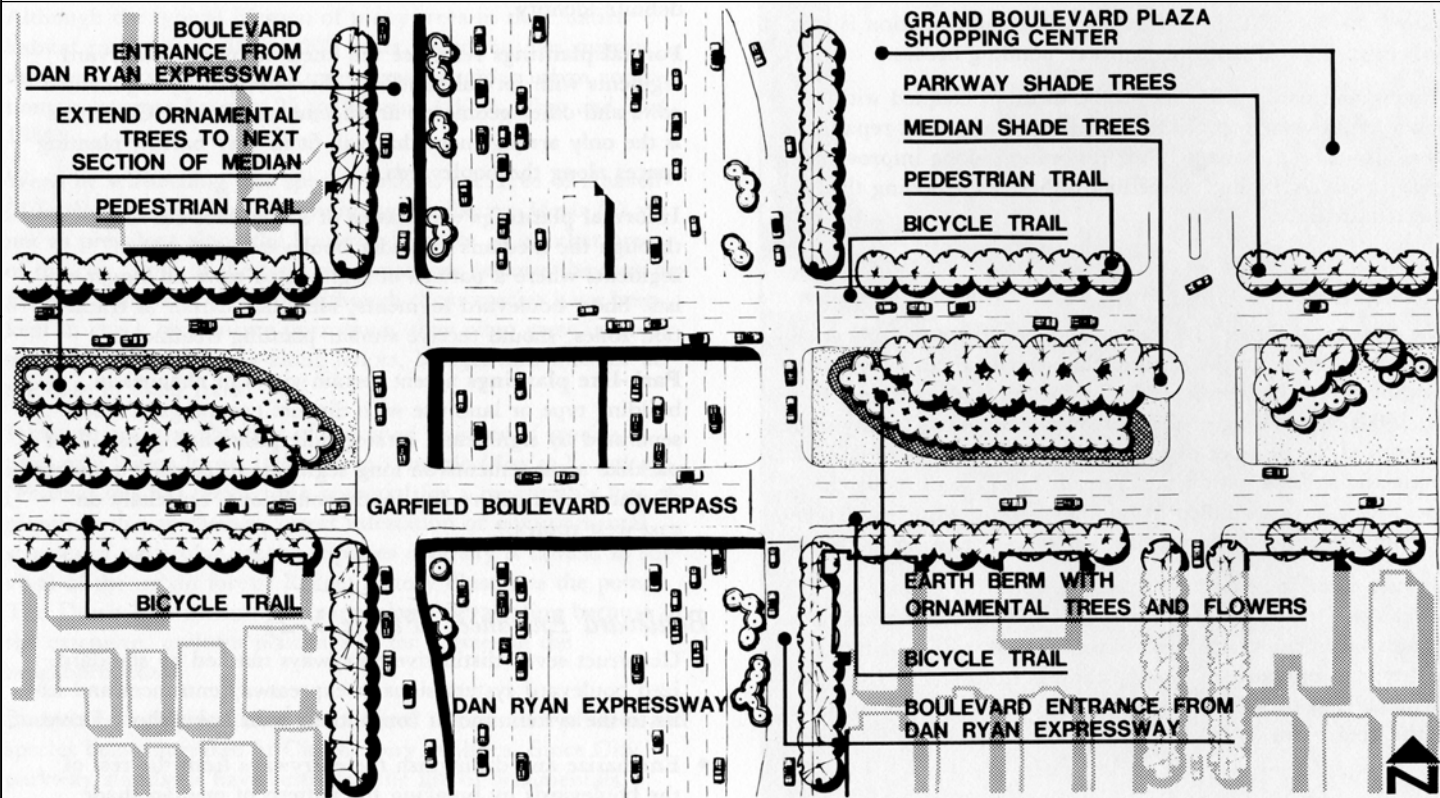 BOULEVARD
ENTRANCE FROM
DAN RYAN EXPRESSWAY
EXTEND ORNAMENTAL
TREES TO NEXT
SECTION OF MEDIAN
PEDESTRIAN TRAIL
GRAND BOULEVARD PLAZA
SHOPPING CENTER
PARKWAY SHADE TREES
MEDIAN SHADE TREES
PEDESTRIAN TRAIL
BICYCLE TRAIL
GARFIELD BOULEVARD OVERPASS
BICYCLE TRAIL
DAN RYAN EXPRESSWAY
EARTH BERM WITH
ORNAMENTAL TREES AND FLOWERS
BICYCLE TRAIL
BOULEVARD ENTRANCE FROM
DAN RYAN EXPRESSWAY
N